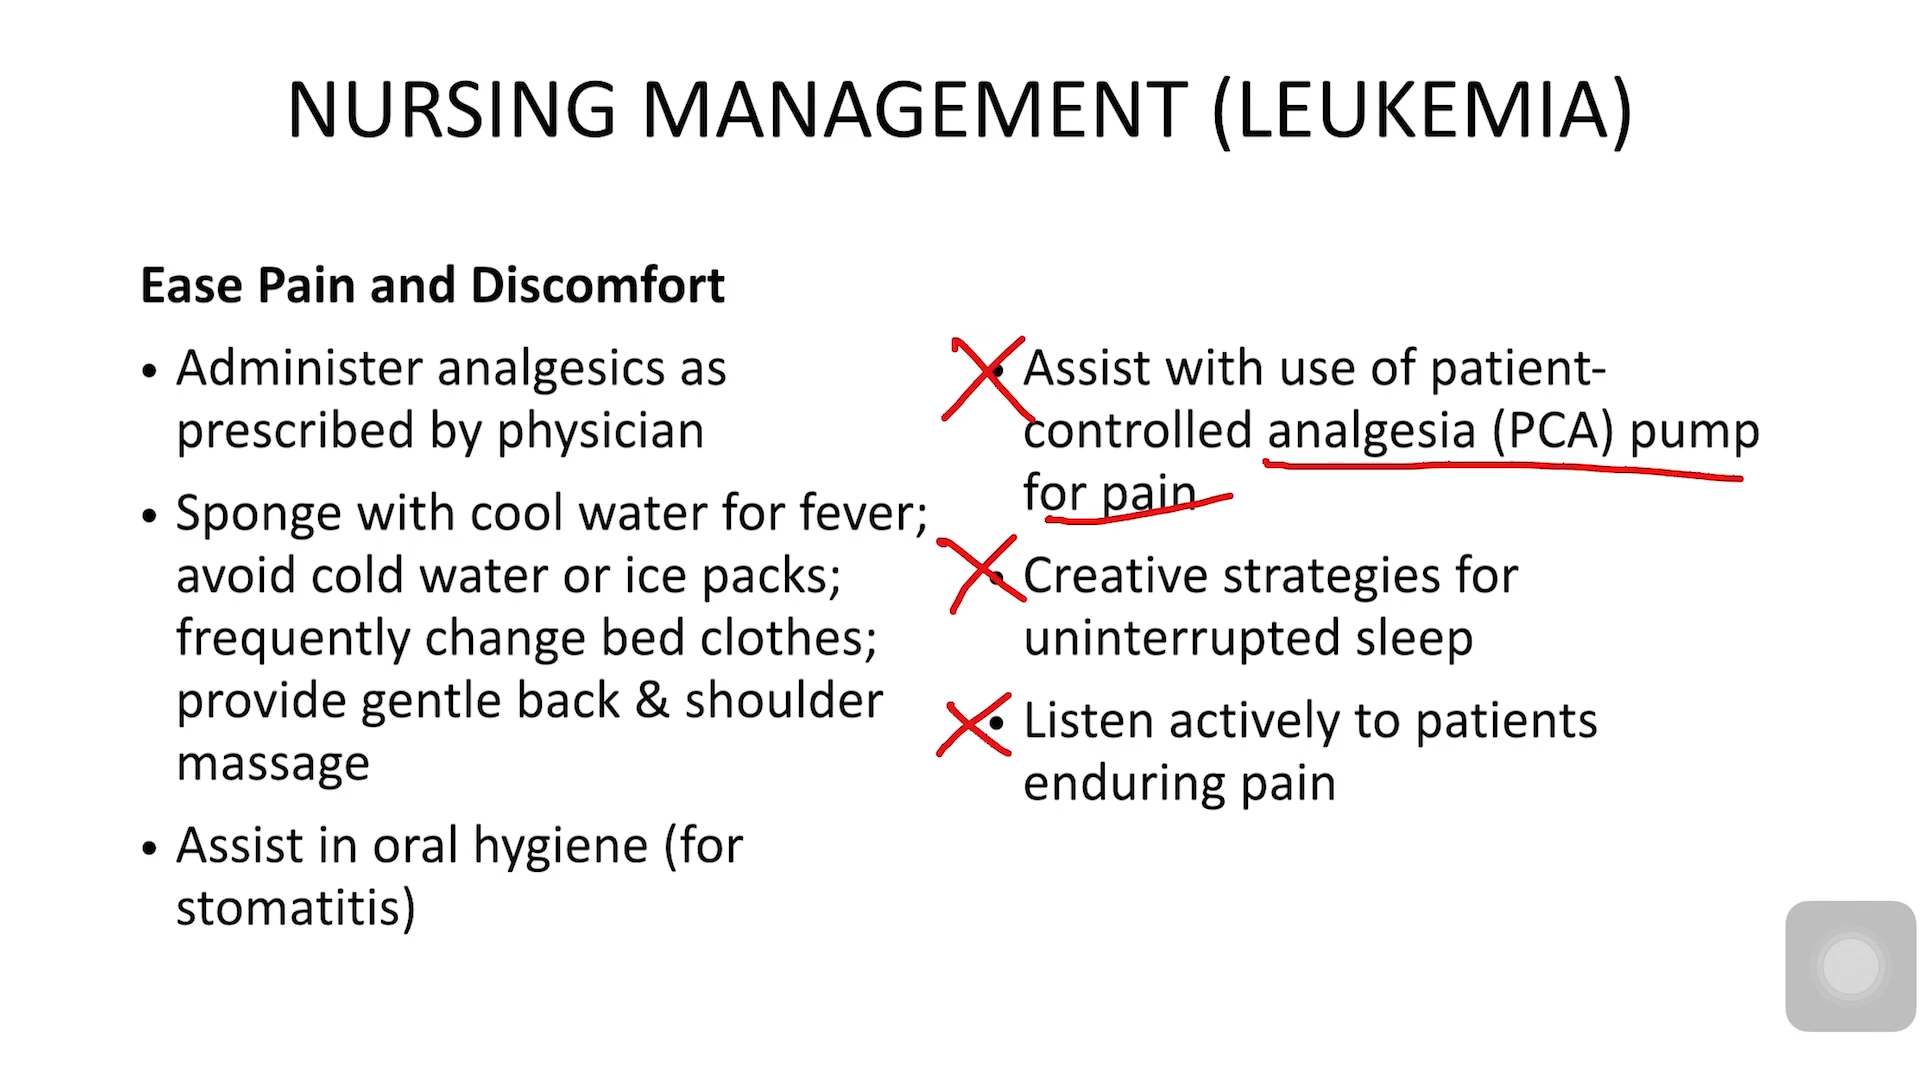 NURSING MANAGEMENT (LEUKEMIA)
Ease Pain and Discomfort
• Administer analgesics as
prescribed by physician
• Sponge with cool water for fever;
avoid cold water or ice packs;
frequently change bed clothes;
provide gentle back & shoulder
massage
• Assist in oral hygiene (for
stomatitis)
• Assist with use of patient-
controlled analgesia (PCA) pump
for pain
• Creative strategies for
uninterrupted sleep
• Listen actively to patients
enduring pain